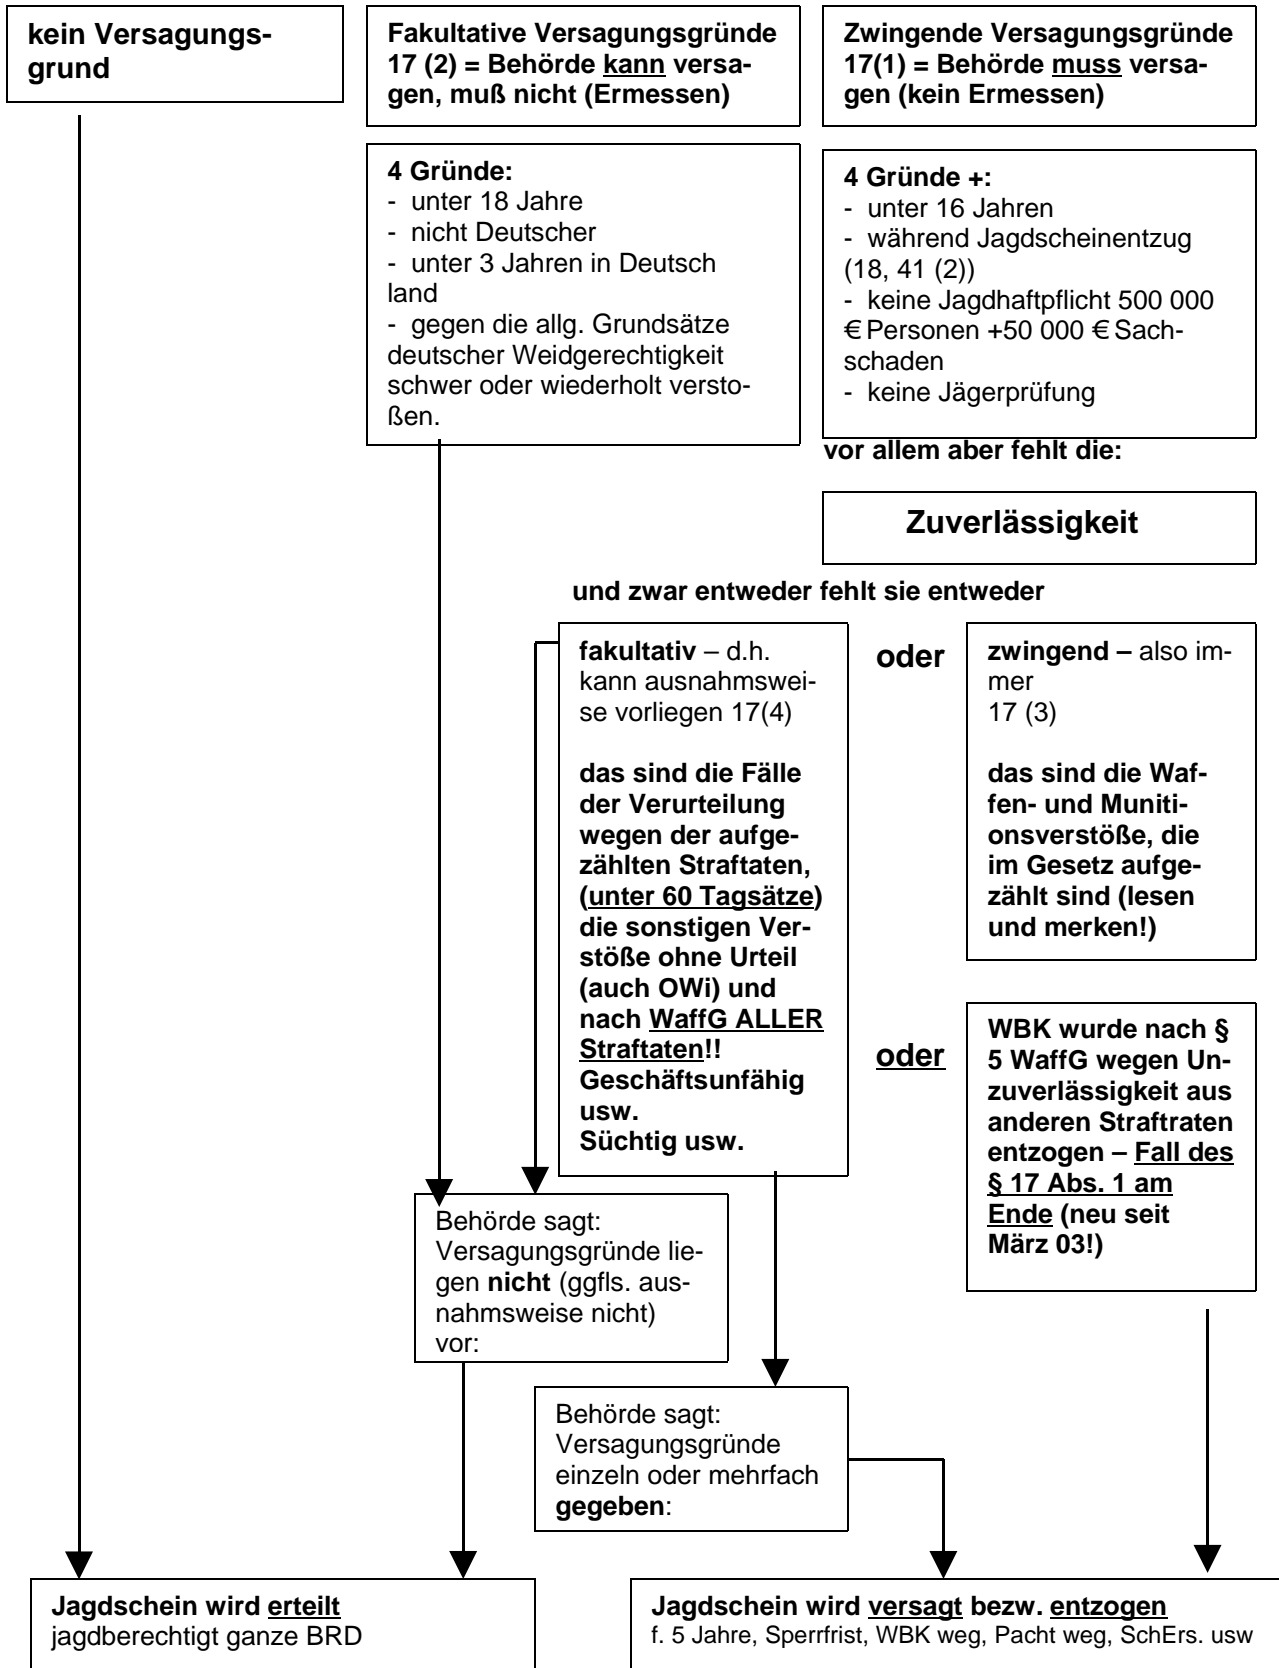 kein Versagungs-
grund
Fakultative Versagungsgründe
17 (2) = Behörde kann versa-
gen, muß nicht (Ermessen)
Zwingende Versagungsgründe
17(1) = Behörde muss versa-
gen (kein Ermessen)
4 Gründe:
- unter 18 Jahre
- nicht Deutscher
- unter 3 Jahren in Deutsch
land
- gegen die allg. Grundsätze
deutscher Weidgerechtigkeit
schwer oder wiederholt versto-
ßen.
4 Gründe +:
- unter 16 Jahren
- während Jagdscheinentzug
(18, 41 (2))
- keine Jagdhaftpflicht 500 000
€ Personen +50 000 € Sach-
schaden
- keine Jägerprüfung
vor allem aber fehlt die:
Zuverlässigkeit
und zwar entweder fehlt sie entweder
fakultativ – d.h.
kann ausnahmswei-
se vorliegen 17(4)
das sind die Fälle
der Verurteilung
wegen der aufge-
zählten Straftaten,
(unter 60 Tagsätze)
die sonstigen Ver-
stöße ohne Urteil
(auch OWi) und
nach WaffG ALLER
Straftaten!!
Geschäftsunfähig
usw.
Süchtig usw.
oder
zwingend – also im-
mer
17 (3)
das sind die Waf-
fen- und Muniti-
onsverstöße, die
im Gesetz aufge-
zählt sind (lesen
und merken!)
oder
WBK wurde nach §
5 WaffG wegen Un-
zuverlässigkeit aus
anderen Straftraten
entzogen – Fall des
§ 17 Abs. 1 am
Ende (neu seit
März 03!)
Behörde sagt:
Versagungsgründe lie-
gen nicht (ggfls. aus-
nahmsweise nicht)
vor:
Behörde sagt:
Versagungsgründe
einzeln oder mehrfach
gegeben:
Jagdschein wird erteilt
jagdberechtigt ganze BRD
Jagdschein wird versagt bezw. entzogen
f. 5 Jahre, Sperrfrist, WBK weg, Pacht weg, SchErs. usw